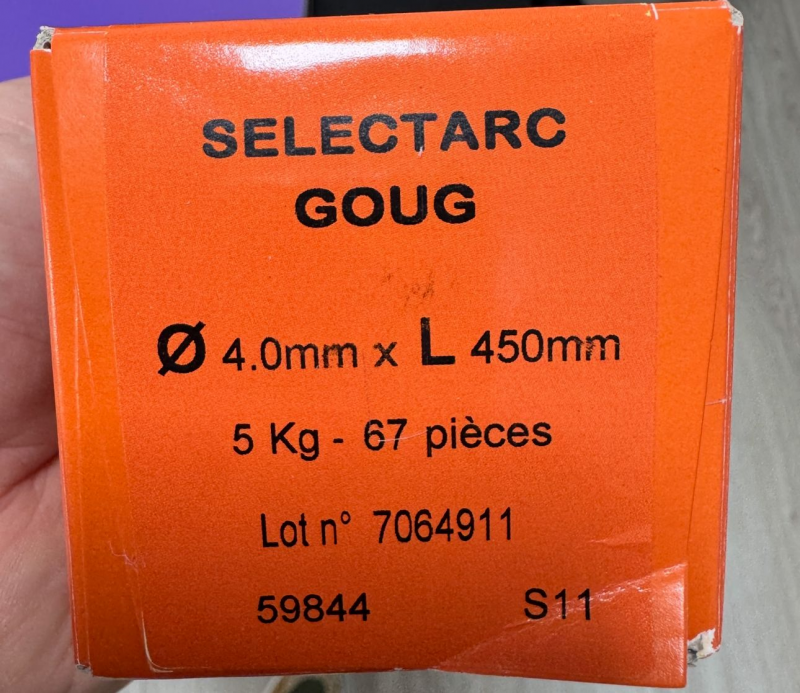 SELECTARC
GOUG
Ø 4.0mm x L 450mm
5 Kg - 67 pièces
Lot n° 7064911
59844 S11